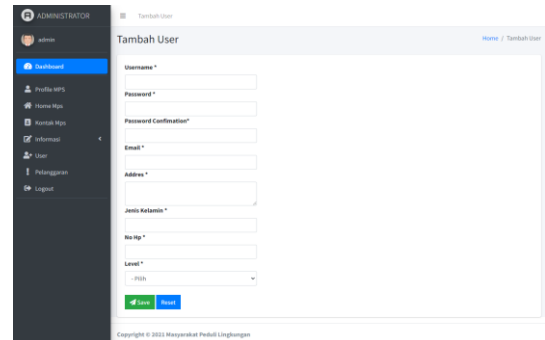 ADMINISTRATOR
Tambah User
admin
Tambah User
Home / Tambah User
Dashboard
Profile MPS
Home Mps
Kontak Mps
Informasi
User
Pelanggaran
Logout
Username *
Password *
Password Confimation*
Email *
Addres *
Jenis Kelamin *
No Hp *
Level *
- Pilih
Save
Reset
Copyright © 2021 Masyarakat Peduli Lingkungan